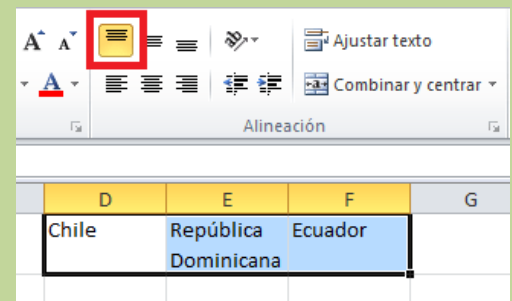 A A Ajustar texto
A Combinar y centrar
Alineación
D E F G
Chile República Ecuador
Dominicana